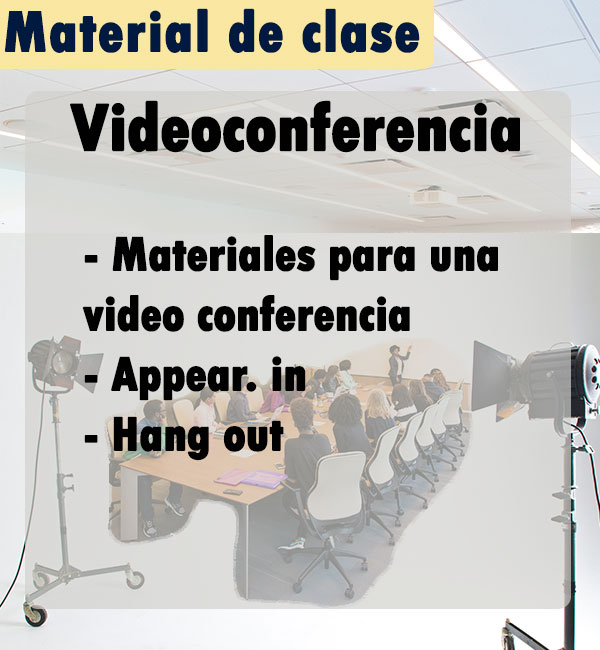 Material de clase
Videoconferencia
- Materiales para una
video conferencia
- Appear. in
- Hang out